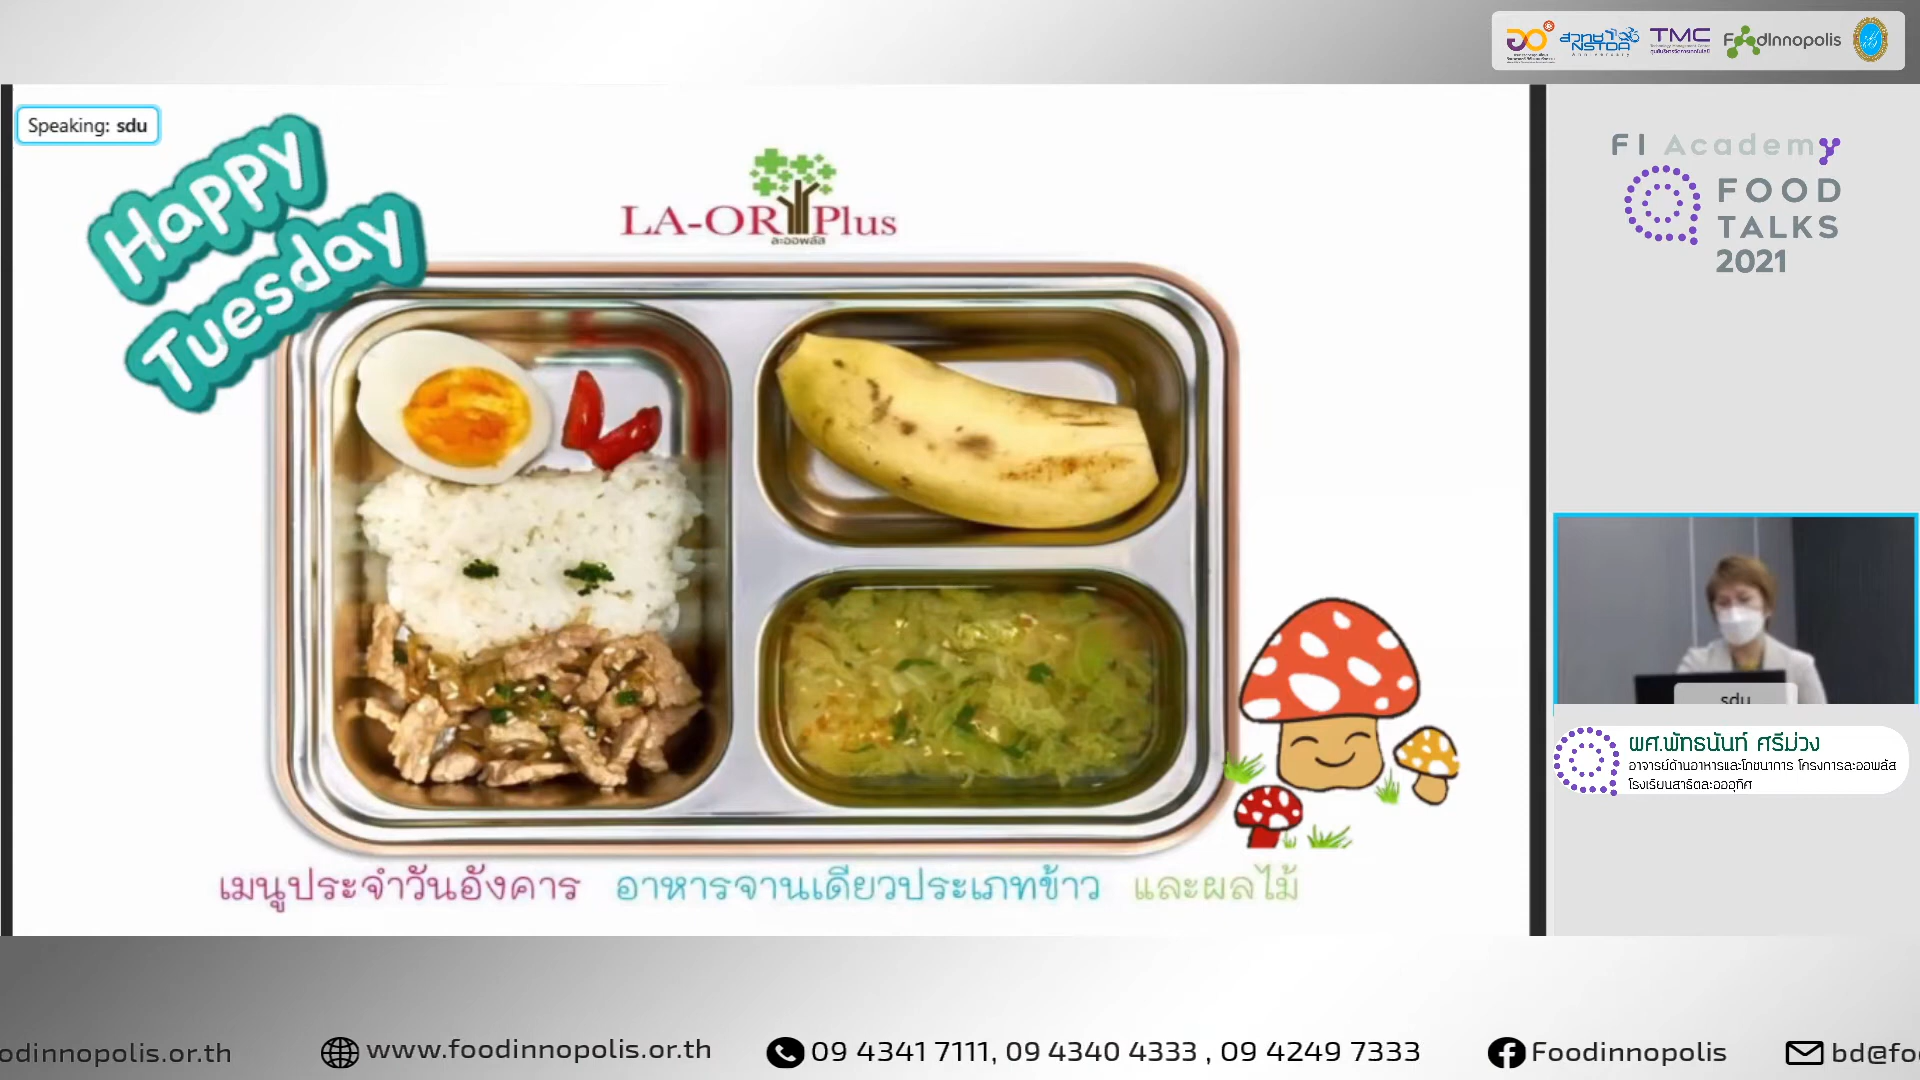 สวทช
NSTDA
TMC
FoodInnopolis
Speaking: sdu
Happy
Tuesday
LA-OR Plus
ละออพลัส
FI Academy
FOOD
TALKS
2021
sdu
ผศ.พัทธนันท์ ศรีม่วง
อาจารย์ด้านอาหารและโภชนาการ โครงการละออพลัส
โรงเรียนสาธิตละอออุทิศ
เมนูประจำวันอังคาร อาหารจานเดียวประเภทข้าว และผลไม้
odinnopolis.or.th
www.foodinnopolis.or.th
09 4341 7111, 09 4340 4333 , 09 4249 7333
Foodinnopolis
bd@fo